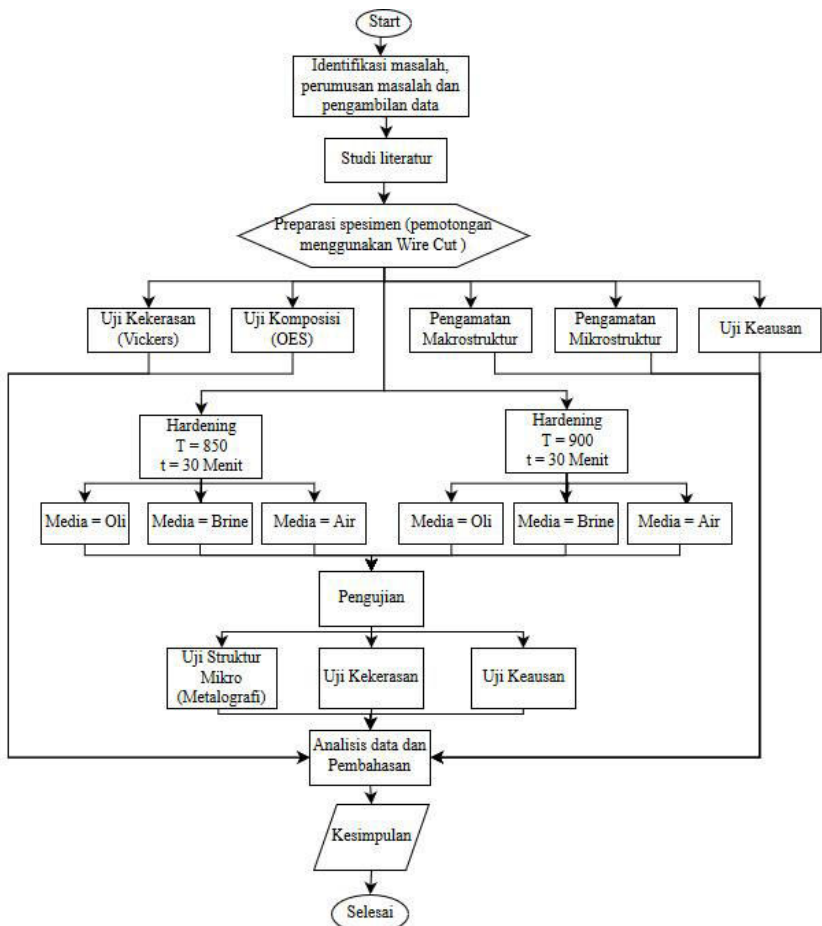 Start
Identifikasi masalah,
perumusan masalah dan
pengambilan data
Studi literatur
Preparasi spesimen (pemotongan
menggunakan Wire Cut )
Uji Kekerasan
(Vickers)
Uji Komposisi
(OES)
Pengamatan
Makrostruktur
Pengamatan
Mikrostruktur
Uji Keausan
Hardening
T = 850
t = 30 Menit
Hardening
T = 900
t = 30 Menit
Media = Oli
Media = Brine
Media = Air
Media = Oli
Media = Brine
Media = Air
Pengujian
Uji Struktur
Mikro
(Metalografi)
Uji Kekerasan
Uji Keausan
Analisis data dan
Pembahasan
Kesimpulan
Selesai